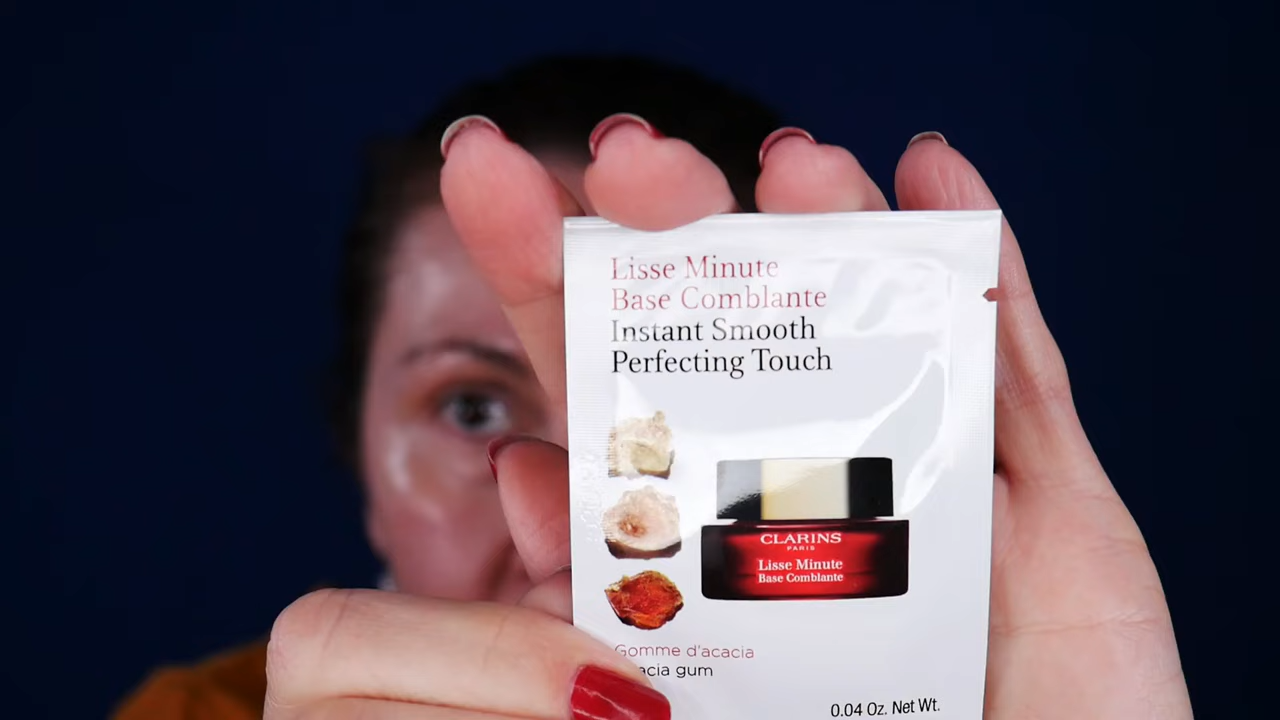 Lisse Minute
Base Comblante
Instant Smooth
Perfecting Touch
CLARINS
PARIS
Lisse Minute
Base Comblante
Gomme d'acacia
gum
0.04 Oz. Net Wt.